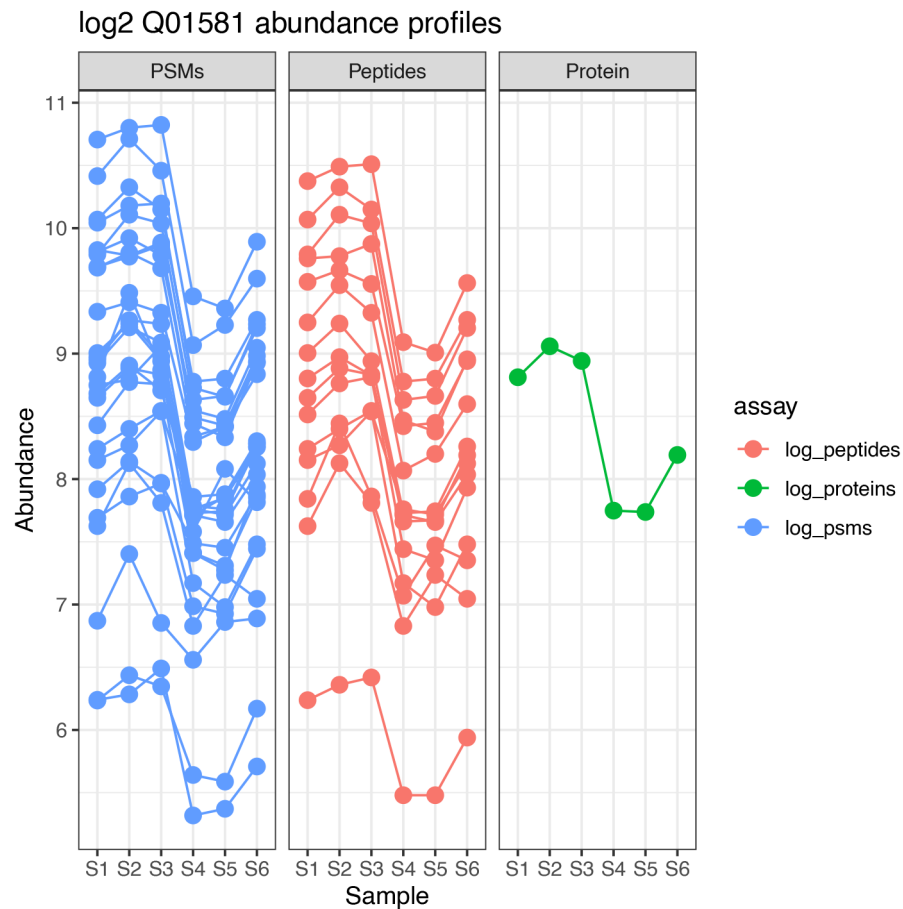 log2 Q01581 abundance profiles
PSMs Peptides Protein
11
10
9
8
7
6
Abundance
S1 S2 S3 S4 S5 S6 S1 S2 S3 S4 S5 S6 S1 S2 S3 S4 S5 S6
Sample
assay
log_peptides
log_proteins
log_psms